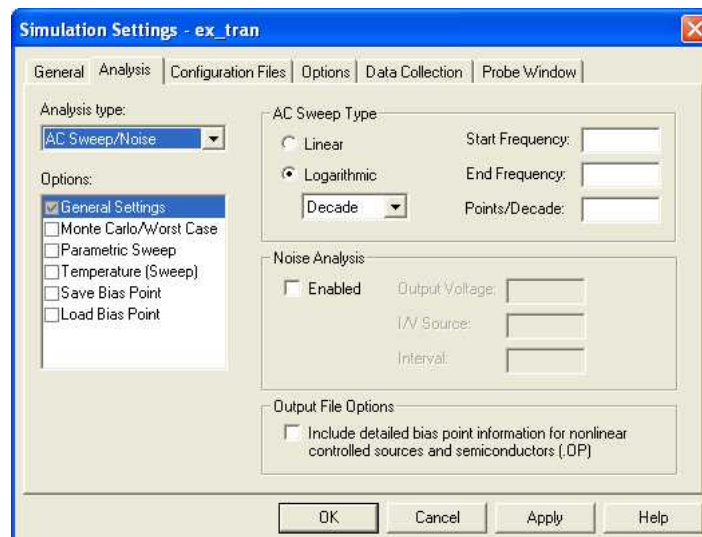 Simulation Settings - ex_tran
General
Analysis
Configuration Files
Options
Data Collection
Probe Window
Analysis type:
AC Sweep/Noise
Options:
General Settings
Monte Carlo/Worst Case
Parametric Sweep
Temperature (Sweep)
Save Bias Point
Load Bias Point
AC Sweep Type
Linear
Logarithmic
Decade
Start Frequency:
End Frequency:
Points/Decade:
Noise Analysis
Enabled
Output Voltage:
I/V Source:
Interval:
Output File Options
Include detailed bias point information for nonlinear
controlled sources and semiconductors (.OP)
OK
Cancel
Apply
Help